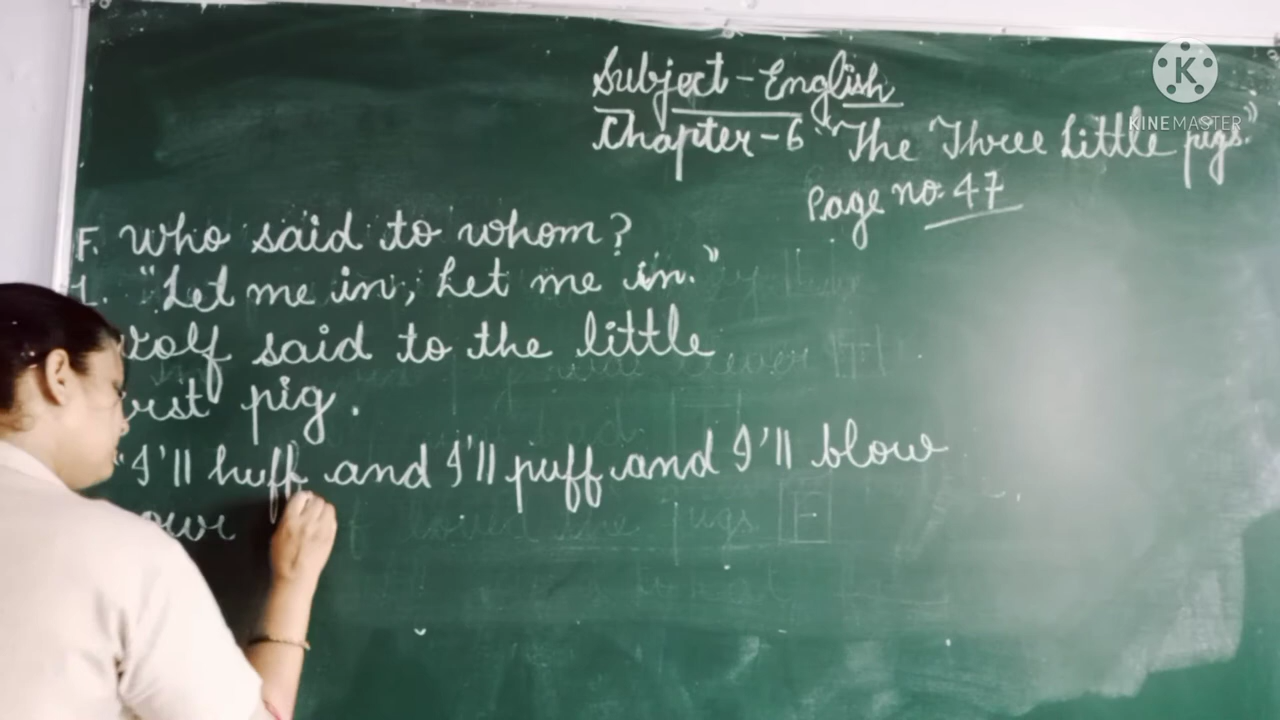 Subject - English
Chapter - 6 "The Three Little pigs."
Page no. 47
F. Who said to whom?
1. "Let me in, Let me in."
wolf said to the little
pig.
"I'll huff and I'll puff and I'll blow
KINEMASTER